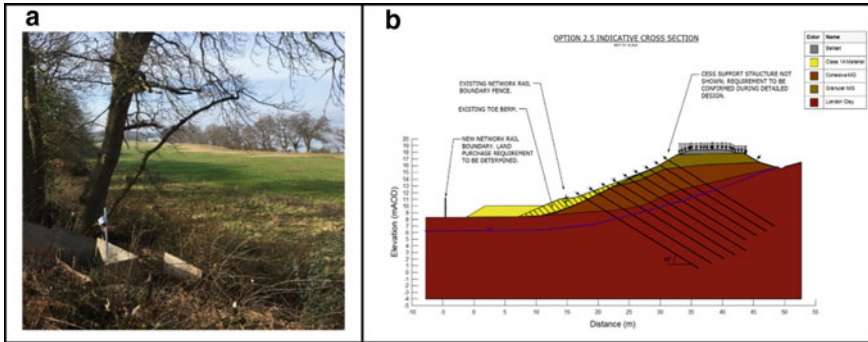 a
b
OPTION 2.5 INDICATIVE CROSS SECTION
NOT TO SCALE
Color Name
Ballast
Class 1A Material
Cohesive MG
Granular MG
London Clay
EXISTING NETWORK RAIL
BOUNDARY FENCE.
EXISTING TOE BERM.
NEW NETWORK RAIL
BOUNDARY. LAND
PURCHASE REQUIREMENT
TO BE DETERMINED.
CESS SUPPORT STRUCTURE NOT
SHOWN; REQUIREMENT TO BE
CONFIRMED DURING DETAILED
DESIGN.
Elevation (mAOD)
20
19
18
17
16
15
14
13
12
11
10
9
8
7
6
5
4
3
2
1
0
-1
-2
-3
-4
-5
-10 -5 0 5 10 15 20 25 30 35 40 45 50 55
Distance (m)